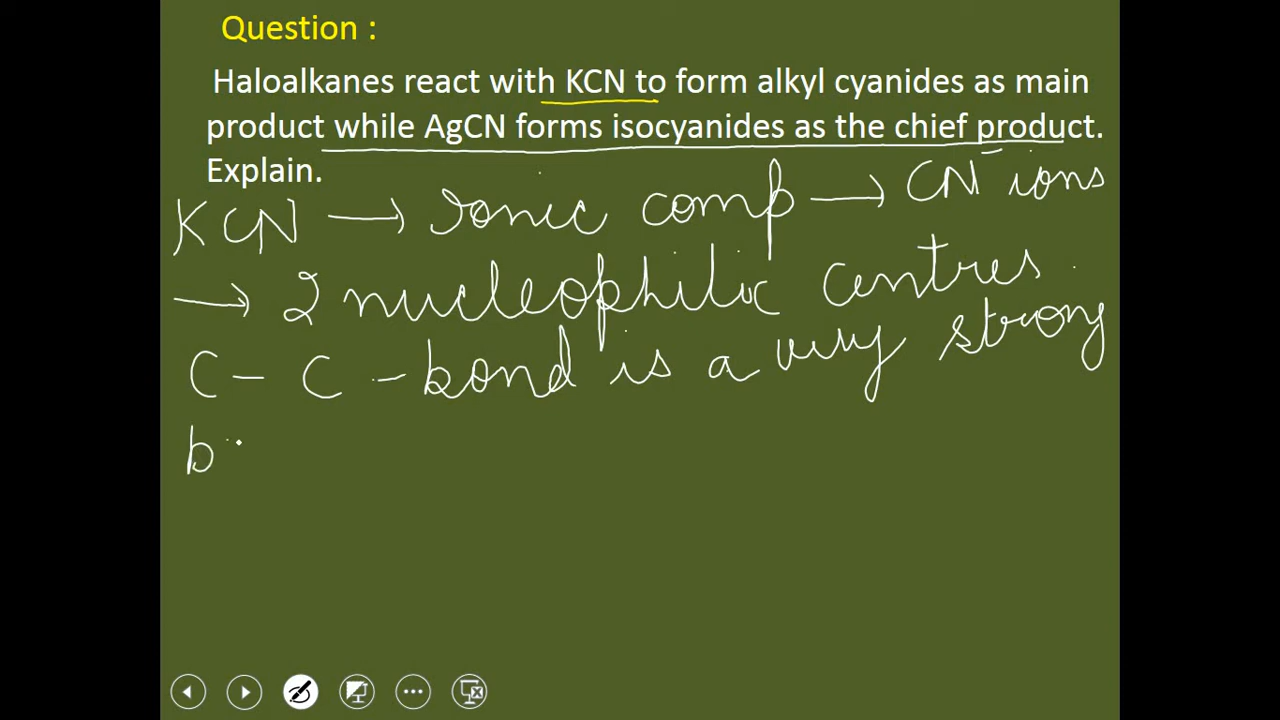 Question :
Haloalkanes react with KCN to form alkyl cyanides as main
product while AgCN forms isocyanides as the chief product.
Explain.
KCN → Ionic comp → CN⁻ ions
→ 2 nucleophilic centres
C - C - bond is a very strong
b